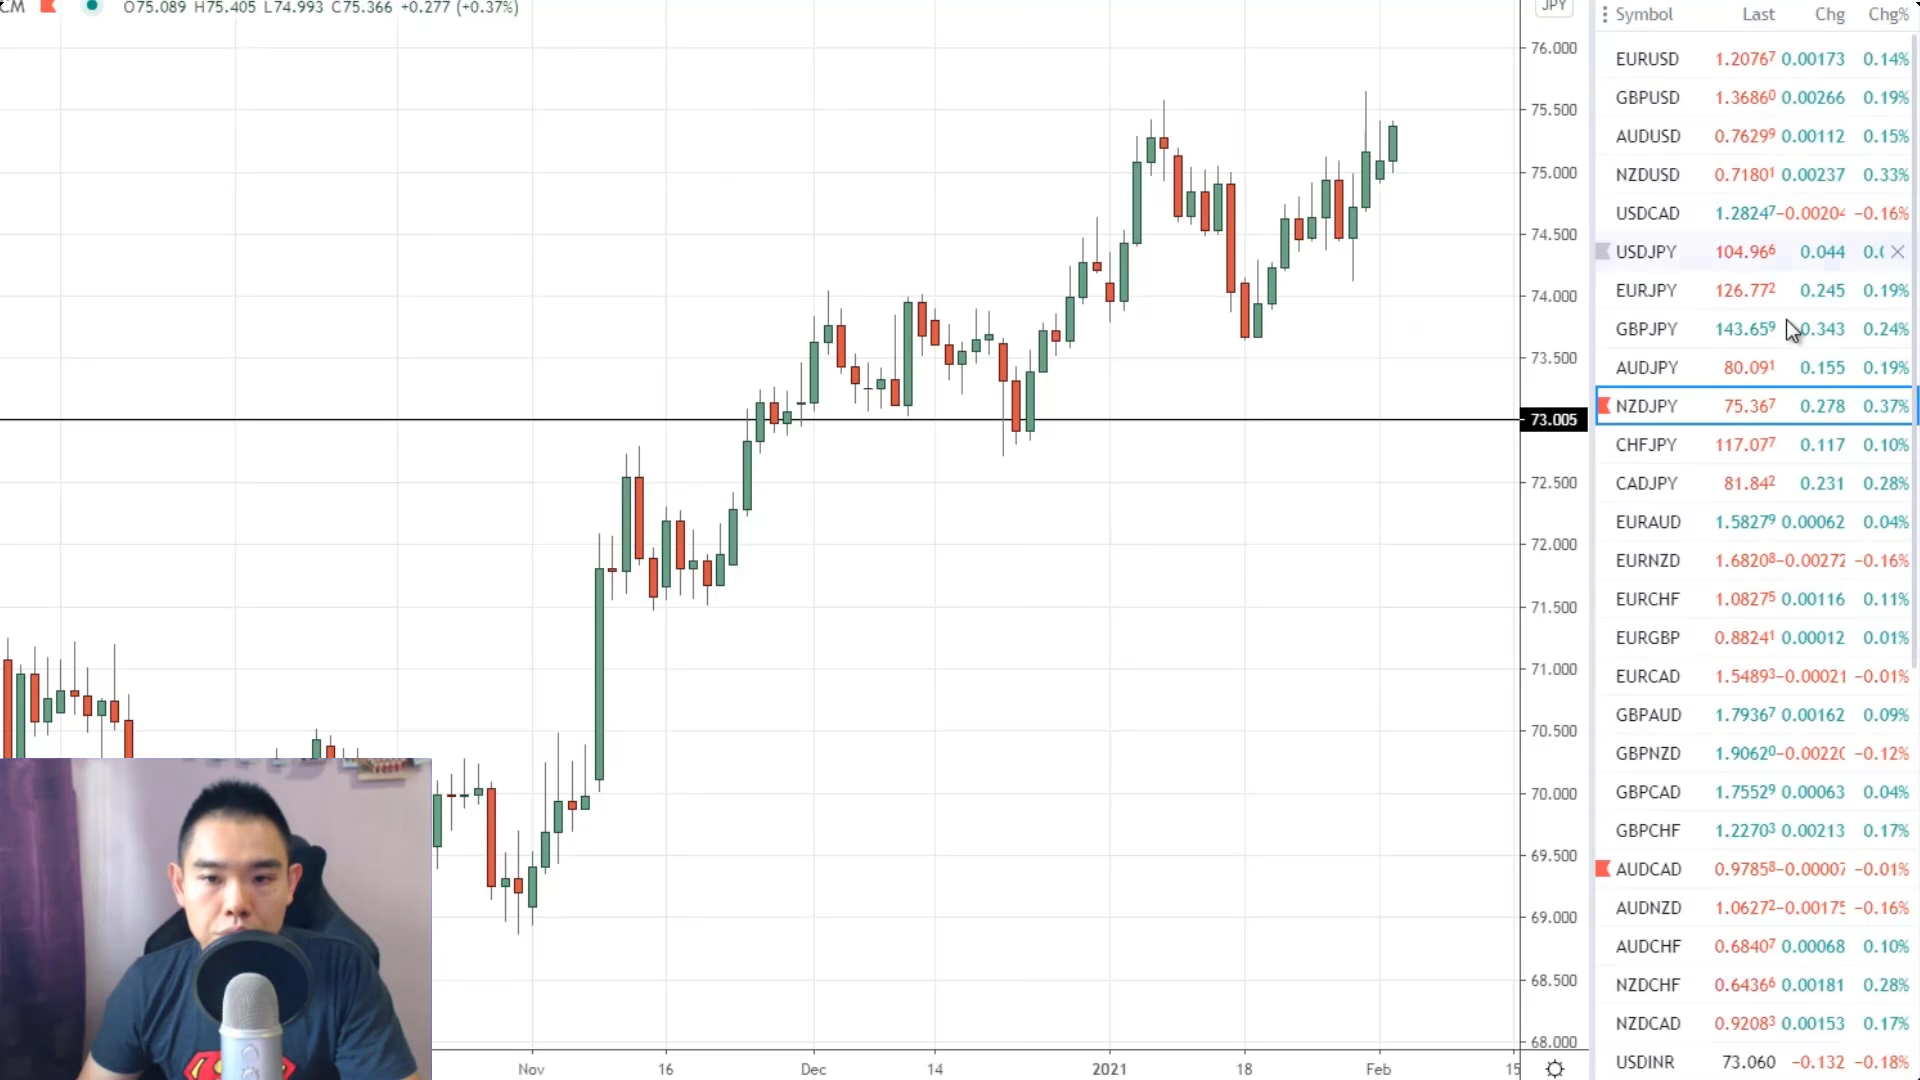 CM O75.089 H75.405 L74.993 C75.366 +0.277 (+0.37%)
JPY
76.000
75.500
75.000
74.500
74.000
73.500
73.005
72.500
72.000
71.500
71.000
70.500
70.000
69.500
69.000
68.500
68.000
Nov 16 Dec 14 2021 18 Feb 15
Symbol Last Chg Chg%
EURUSD 1.20767 0.00173 0.14%
GBPUSD 1.36860 0.00266 0.19%
AUDUSD 0.76299 0.00112 0.15%
NZDUSD 0.71801 0.00237 0.33%
USDCAD 1.28247 −0.00204 −0.16%
USDJPY 104.966 0.044 0.0
EURJPY 126.772 0.245 0.19%
GBPJPY 143.659 0.343 0.24%
AUDJPY 80.091 0.155 0.19%
NZDJPY 75.367 0.278 0.37%
CHFJPY 117.077 0.117 0.10%
CADJPY 81.842 0.231 0.28%
EURAUD 1.58279 0.00062 0.04%
EURNZD 1.68208 −0.00272 −0.16%
EURCHF 1.08275 0.00116 0.11%
EURGBP 0.88241 0.00012 0.01%
EURCAD 1.54893 −0.00021 −0.01%
GBPAUD 1.79367 0.00162 0.09%
GBPNZD 1.90620 −0.00220 −0.12%
GBPCAD 1.75529 0.00063 0.04%
GBPCHF 1.22703 0.00213 0.17%
AUDCAD 0.97858 −0.00007 −0.01%
AUDNZD 1.06272 −0.00175 −0.16%
AUDCHF 0.68407 0.00068 0.10%
NZDCHF 0.64366 0.00181 0.28%
NZDCAD 0.92083 0.00153 0.17%
USDINR 73.060 −0.132 −0.18%